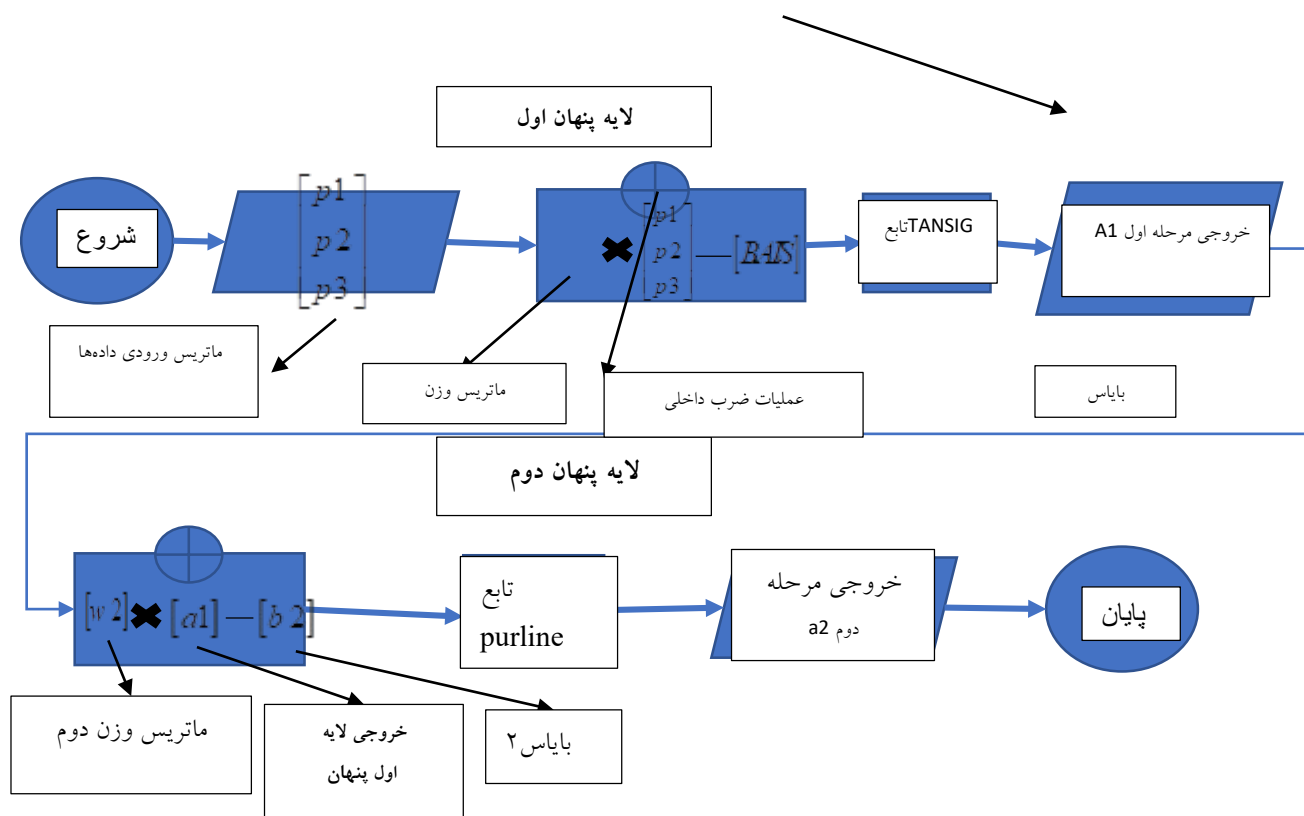 لایه پنهان اول
شروع
p1
p2
p3
p1
p2
p3
—[BAIS]
تابعTANSIG
خروجی مرحله اول A1
ماتریس ورودی داده‌ها
ماتریس وزن
عملیات ضرب داخلی
بایاس
لایه پنهان دوم
[w 2]✖[a1]—[b 2]
تابع
purline
خروجی مرحله
دوم a2
پایان
ماتریس وزن دوم
خروجی لایه
اول پنهان
بایاس۲